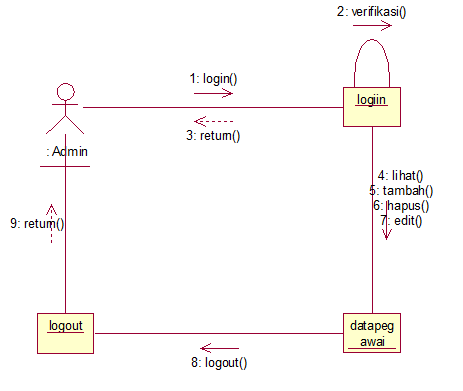 2: verifikasi()
1: login()
logiin
3: return()
: Admin
4: lihat()
5: tambah()
6: hapus()
7: edit()
9: return()
logout
datapeg
awai
8: logout()